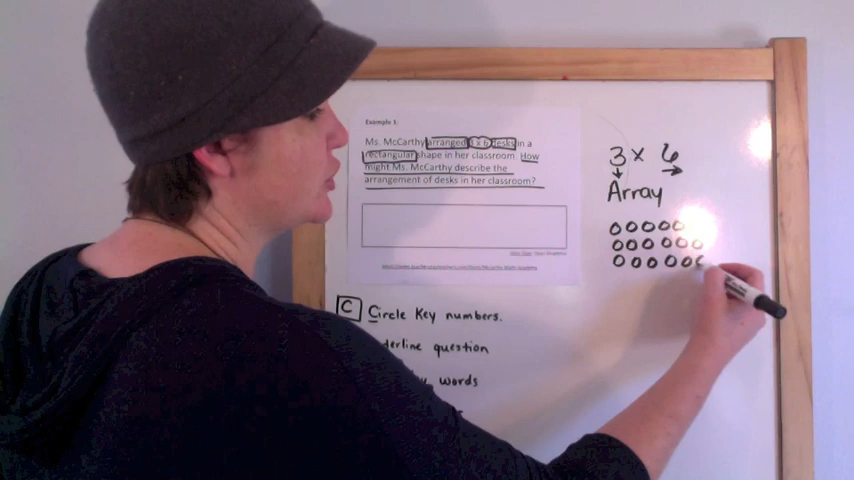 Example 1.
Ms. McCarthy arranged 3 x 6 desks in a
rectangular shape in her classroom. How
might Ms. McCarthy describe the
arrangement of desks in her classroom?
3 x 6
Array
C Circle Key numbers.
derline question
words